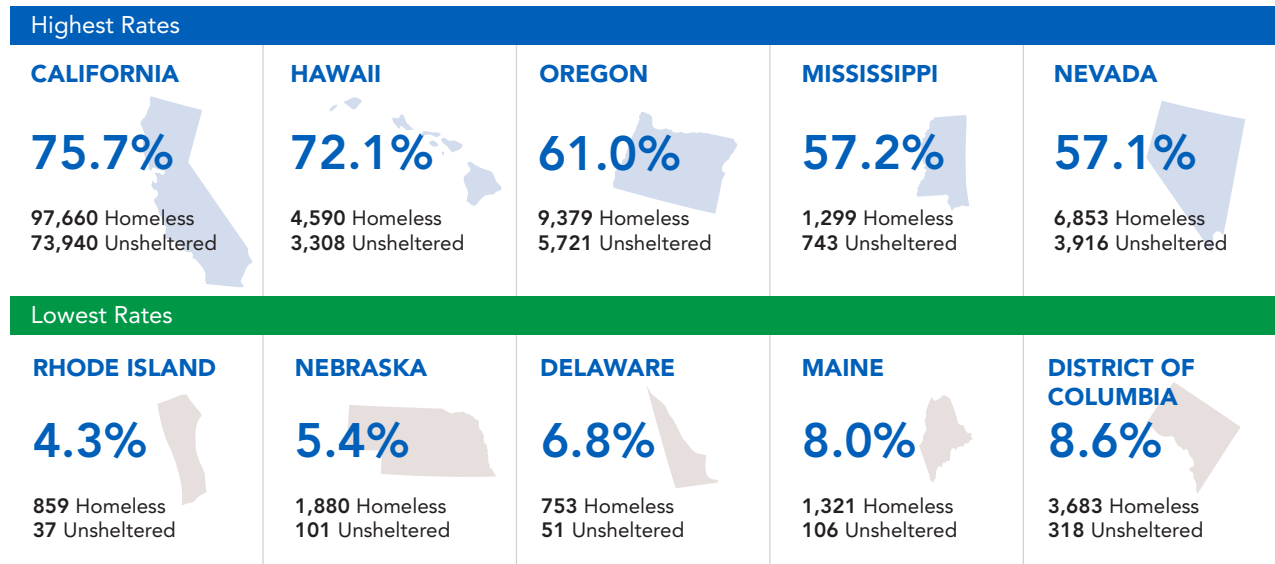 Highest Rates
CALIFORNIA
75.7%
97,660 Homeless
73,940 Unsheltered
HAWAII
72.1%
4,590 Homeless
3,308 Unsheltered
OREGON
61.0%
9,379 Homeless
5,721 Unsheltered
MISSISSIPPI
57.2%
1,299 Homeless
743 Unsheltered
NEVADA
57.1%
6,853 Homeless
3,916 Unsheltered
Lowest Rates
RHODE ISLAND
4.3%
859 Homeless
37 Unsheltered
NEBRASKA
5.4%
1,880 Homeless
101 Unsheltered
DELAWARE
6.8%
753 Homeless
51 Unsheltered
MAINE
8.0%
1,321 Homeless
106 Unsheltered
DISTRICT OF
COLUMBIA
8.6%
3,683 Homeless
318 Unsheltered